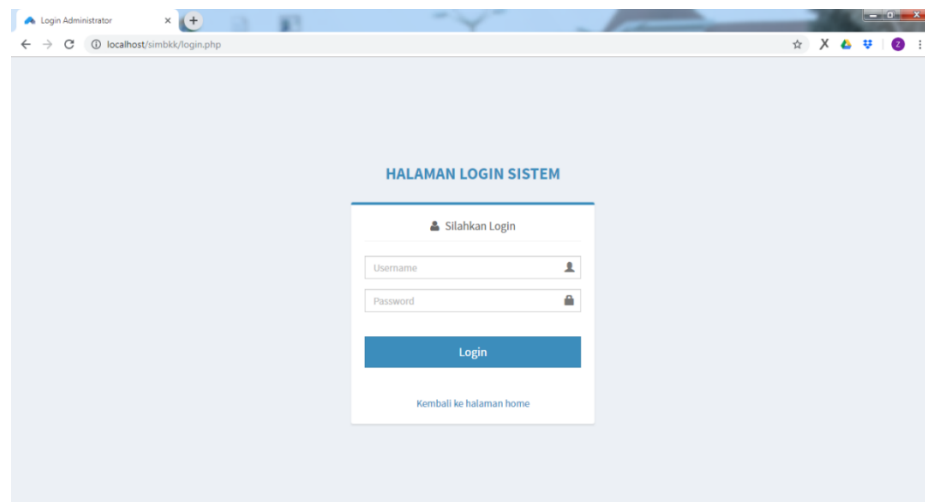 Login Administrator
localhost/simbkk/login.php
Z
HALAMAN LOGIN SISTEM
Silahkan Login
Username
Password
Login
Kembali ke halaman home